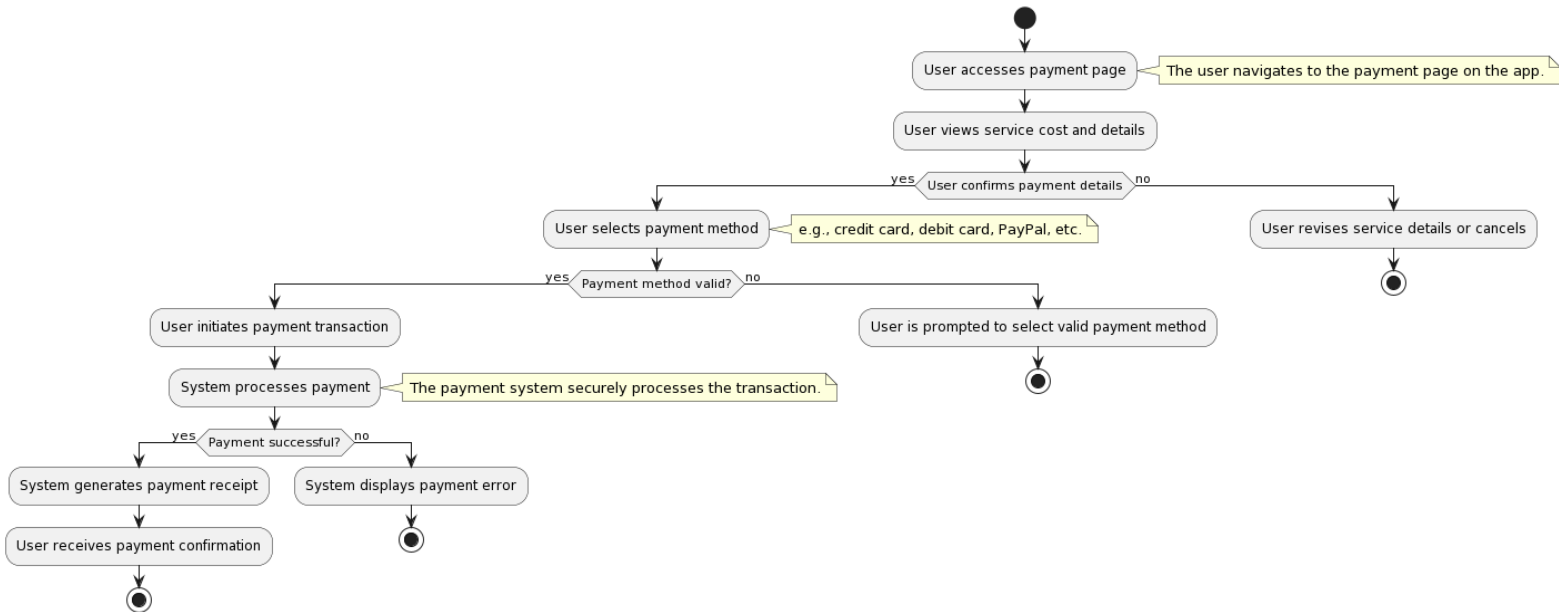 User accesses payment page
The user navigates to the payment page on the app.
User views service cost and details
yes
User confirms payment details
no
User selects payment method
e.g., credit card, debit card, PayPal, etc.
User revises service details or cancels
yes
Payment method valid?
no
User initiates payment transaction
User is prompted to select valid payment method
System processes payment
The payment system securely processes the transaction.
yes
Payment successful?
no
System generates payment receipt
System displays payment error
User receives payment confirmation